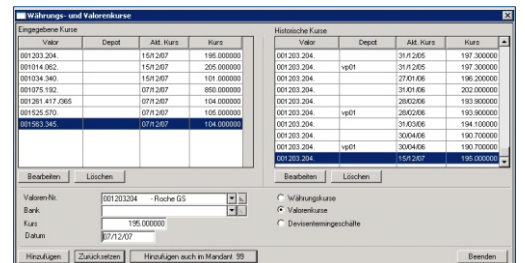 Währungs- und Valorenkurse
Eingegebene Kurse
Valor Depot Akt. Kurs Kurs
001203.204. 15/12/07 195.000000
001014.062. 15/12/07 205.000000
001034.340. 15/12/07 101.000000
001075.192. 07/12/07 850.000000
001261.417./065 07/12/07 104.000000
001525.570. 07/12/07 105.000000
001563.345. 07/12/07 104.000000
Bearbeiten Löschen
Historische Kurse
Valor Depot Akt. Kurs Kurs
001203.204. 31/12/05 197.300000
001203.204. vp01 31/12/05 197.300000
001203.204. 27/01/06 196.200000
001203.204. 31/01/06 202.000000
001203.204. 28/02/06 193.900000
001203.204. vp01 28/02/06 193.900000
001203.204. 31/03/06 194.100000
001203.204. 30/04/06 190.700000
001203.204. vp01 30/04/06 190.700000
001203.204. 15/12/07 195.000000
Bearbeiten Löschen
Valoren-Nr. 001203204 - Roche GS
Bank
Kurs 195.000000
Datum 07/12/07
Währungskurse
Valorenkurse
Devisentermingeschäfte
Hinzufügen Zurücksetzen Hinzufügen auch im Mandant 99 Beenden